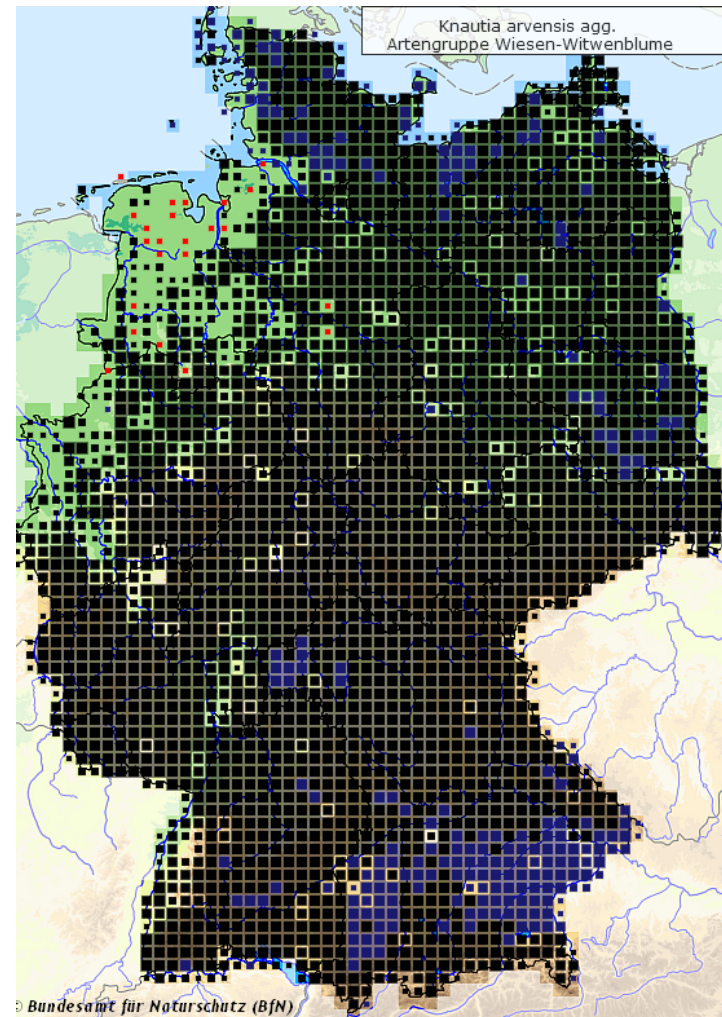 Knautia arvensis agg.
Artengruppe Wiesen-Witwenblume
© Bundesamt für Naturschutz (BfN)